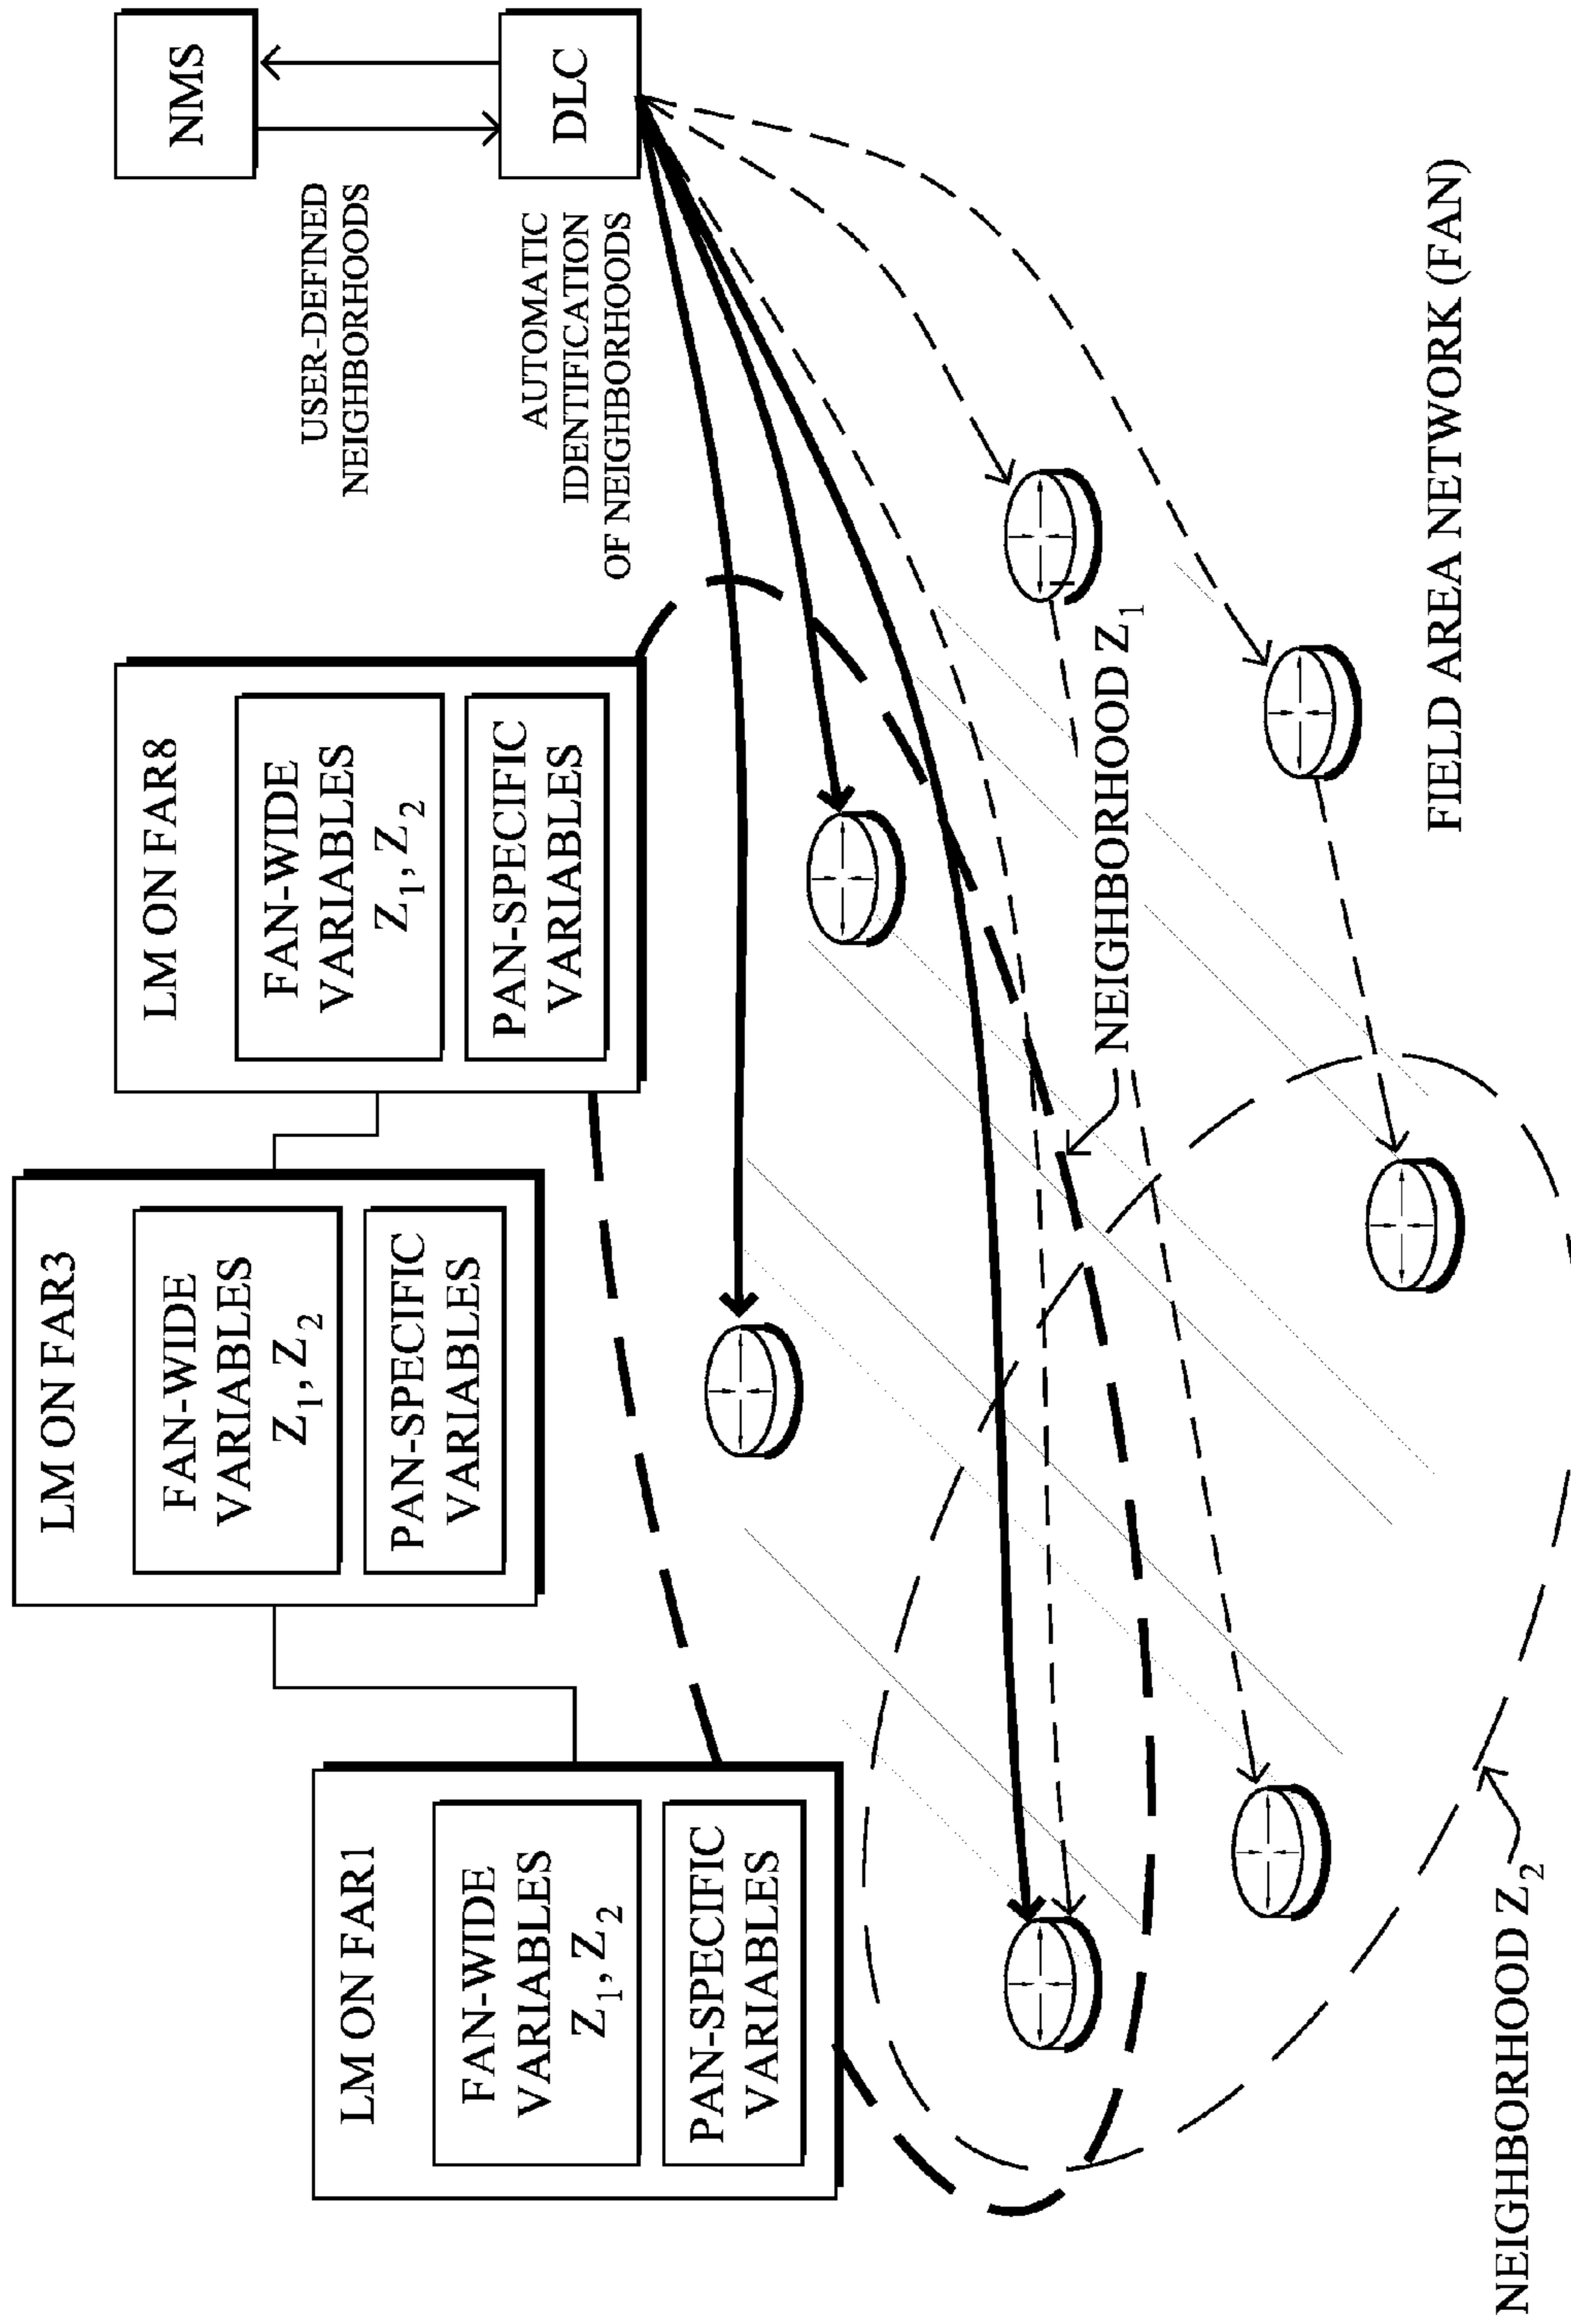 LM ON FAR1
FAN-WIDE
VARIABLES
Z1, Z2
PAN-SPECIFIC
VARIABLES
LM ON FAR3
FAN-WIDE
VARIABLES
Z1, Z2
PAN-SPECIFIC
VARIABLES
LM ON FAR8
FAN-WIDE
VARIABLES
Z1, Z2
PAN-SPECIFIC
VARIABLES
NMS
USER-DEFINED
NEIGHBORHOODS
DLC
AUTOMATIC
IDENTIFICATION
OF NEIGHBORHOODS
NEIGHBORHOOD Z1
FIELD AREA NETWORK (FAN)
NEIGHBORHOOD Z2